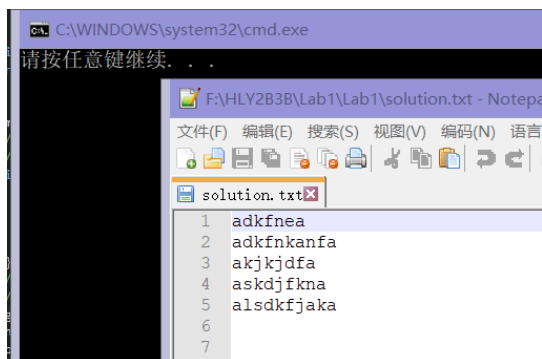 C:\WINDOWS\system32\cmd.exe
请按任意键继续. . .
F:\HLY2B3B\Lab1\Lab1\solution.txt - Notepa
文件(F) 编辑(E) 搜索(S) 视图(V) 编码(N) 语言
solution.txt
1 adkfnea
2 adkfnkanfa
3 akjkjdfa
4 askdjfkna
5 alsdkfjaka
6
7